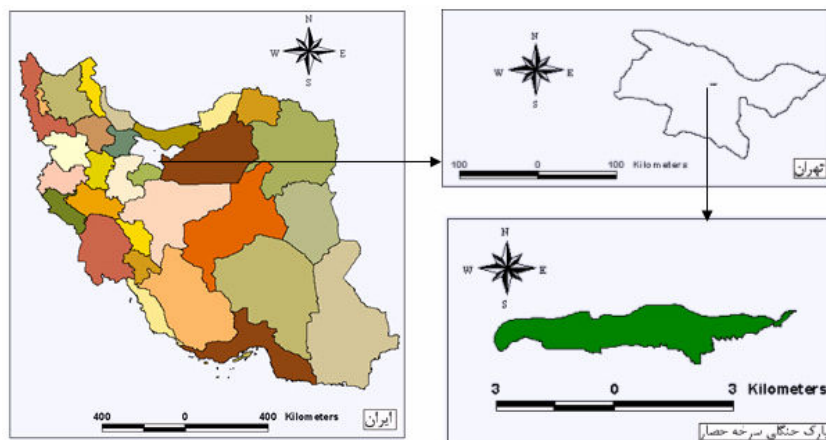 N
W E
S
400 0 400 Kilometers
ایران
N
W E
S
100 0 100 Kilometers
تهران
N
W E
S
3 0 3 Kilometers
پارک جنگلی سرخه حصار